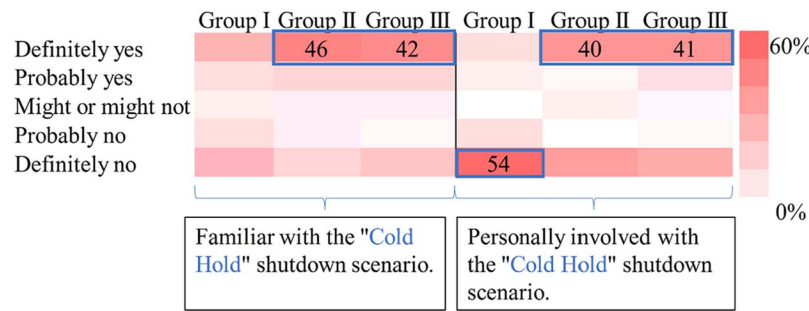 Group I Group II Group III Group I Group II Group III
Definitely yes 46 42 40 41 60%
Probably yes
Might or might not
Probably no
Definitely no 54
0%
Familiar with the "Cold
Hold" shutdown scenario.
Personally involved with
the "Cold Hold" shutdown
scenario.